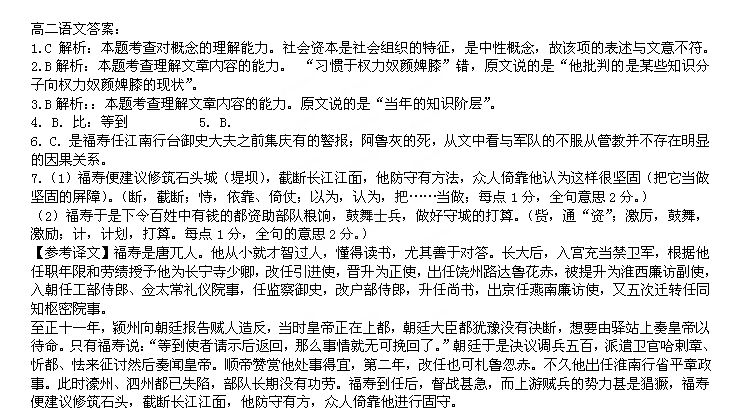 高二语文答案：
1.C 解析：本题考查对概念的理解能力。社会资本是社会组织的特征，是中性概念，故该项的表述与文意不符。
2.B解析：本题考查理解文章内容的能力。 “习惯于权力奴颜婢膝”错，原文说的是“他批判的是某些知识分
子向权力奴颜婢膝的现状”。
3.B解析：：本题考查理解文章内容的能力。原文说的是“当年的知识阶层”。
4. B. 比：等到 5. B.
6. C. 是福寿任江南行台御史大夫之前集庆有的警报；阿鲁灰的死，从文中看与军队的不服从管教并不存在明显
的因果关系。
7.（1）福寿便建议修筑石头城（堤坝），截断长江江面，他防守有方法，众人倚靠他认为这样很坚固（把它当做
坚固的屏障）。（断，截断；恃，依靠、倚仗；以为，认为，把……当做；每点 1 分，全句意思 2 分。）
（2）福寿于是下令百姓中有钱的都资助部队粮饷，鼓舞士兵，做好守城的打算。（赀，通“资”；激厉，鼓舞，
激励；计，计划，打算。每点 1 分，全句的意思 2 分。）
【参考译文】福寿是唐兀人。他从小就才智过人，懂得读书，尤其善于对答。长大后，入宫充当禁卫军，根据他
任职年限和劳绩授予他为长宁寺少卿，改任引进使，晋升为正使，出任饶州路达鲁花赤，被提升为淮西廉访副使，
入朝任工部侍郎、佥太常礼仪院事，任监察御史，改户部侍郎，升任尚书，出京任燕南廉访使，又五次迁转任同
知枢密院事。
至正十一年，颍州向朝廷报告贼人造反，当时皇帝正在上都，朝廷大臣都犹豫没有决断，想要由驿站上奏皇帝以
待命。只有福寿说：“等到使者请示后返回，那么事情就无可挽回了。”朝廷于是决议调兵五百，派遣卫官哈剌章、
忻都、怯来征讨然后奏闻皇帝。顺帝赞赏他处事得宜，第二年，改任也可札鲁忽赤。不久他出任淮南行省平章政
事。此时濠州、泗州都已失陷，部队长期没有功劳。福寿到任后，督战甚急，而上游贼兵的势力甚是猖獗，福寿
便建议修筑石头城，截断长江江面，他防守有方，众人倚靠他进行固守。